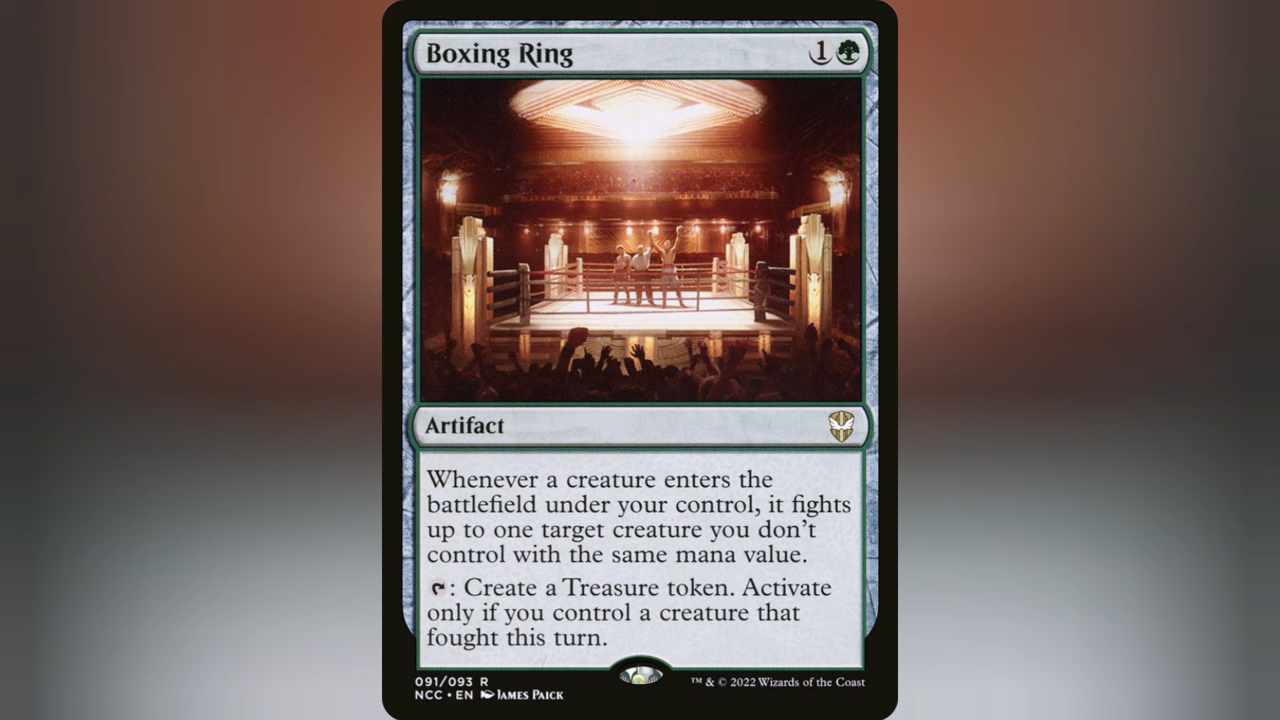 Boxing Ring 1
Artifact
Whenever a creature enters the
battlefield under your control, it fights
up to one target creature you don't
control with the same mana value.
: Create a Treasure token. Activate
only if you control a creature that
fought this turn.
091/093 R
NCC • EN James Paick
™ & © 2022 Wizards of the Coast